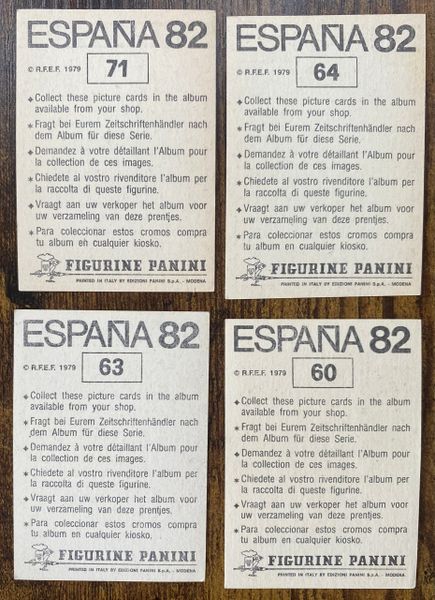 ESPAÑA 82
© R.F.E.F. 1979 71
Collect these picture cards in the album
available from your shop.
Fragt bei Eurem Zeitschriftenhändler nach
dem Album für diese Serie.
Demandez à votre détaillant l'Album pour
la collection de ces images.
Chiedete al vostro rivenditore l'album per
la raccolta di queste figurine.
Vraagt aan uw verkoper het album voor
uw verzameling van deze prentjes.
Para coleccionar estos cromos compra
tu album en cualquier kiosko.
FIGURINE PANINI
PRINTED IN ITALY BY EDIZIONI PANINI S.p.A. - MODENA
ESPAÑA 82
© R.F.E.F. 1979 64
Collect these picture cards in the album
available from your shop.
Fragt bei Eurem Zeitschriftenhändler nach
dem Album für diese Serie.
Demandez à votre détaillant l'Album pour
la collection de ces images.
Chiedete al vostro rivenditore l'album per
la raccolta di queste figurine.
Vraagt aan uw verkoper het album voor
uw verzameling van deze prentjes.
Para coleccionar estos cromos compra
tu album en cualquier kiosko.
FIGURINE PANINI
PRINTED IN ITALY BY EDIZIONI PANINI S.p.A. - MODENA
ESPAÑA 82
© R.F.E.F. 1979 63
Collect these picture cards in the album
available from your shop.
Fragt bei Eurem Zeitschriftenhändler nach
dem Album für diese Serie.
Demandez à votre détaillant l'Album pour
la collection de ces images.
Chiedete al vostro rivenditore l'album per
la raccolta di queste figurine.
Vraagt aan uw verkoper het album voor
uw verzameling van deze prentjes.
Para coleccionar estos cromos compra
tu album en cualquier kiosko.
FIGURINE PANINI
PRINTED IN ITALY BY EDIZIONI PANINI S.p.A. - MODENA
ESPAÑA 82
© R.F.E.F. 1979 60
Collect these picture cards in the album
available from your shop.
Fragt bei Eurem Zeitschriftenhändler nach
dem Album für diese Serie.
Demandez à votre détaillant l'Album pour
la collection de ces images.
Chiedete al vostro rivenditore l'album per
la raccolta di queste figurine.
Vraagt aan uw verkoper het album voor
uw verzameling van deze prentjes.
Para coleccionar estos cromos compra
tu album en cualquier kiosko.
FIGURINE PANINI
PRINTED IN ITALY BY EDIZIONI PANINI S.p.A. - MODENA